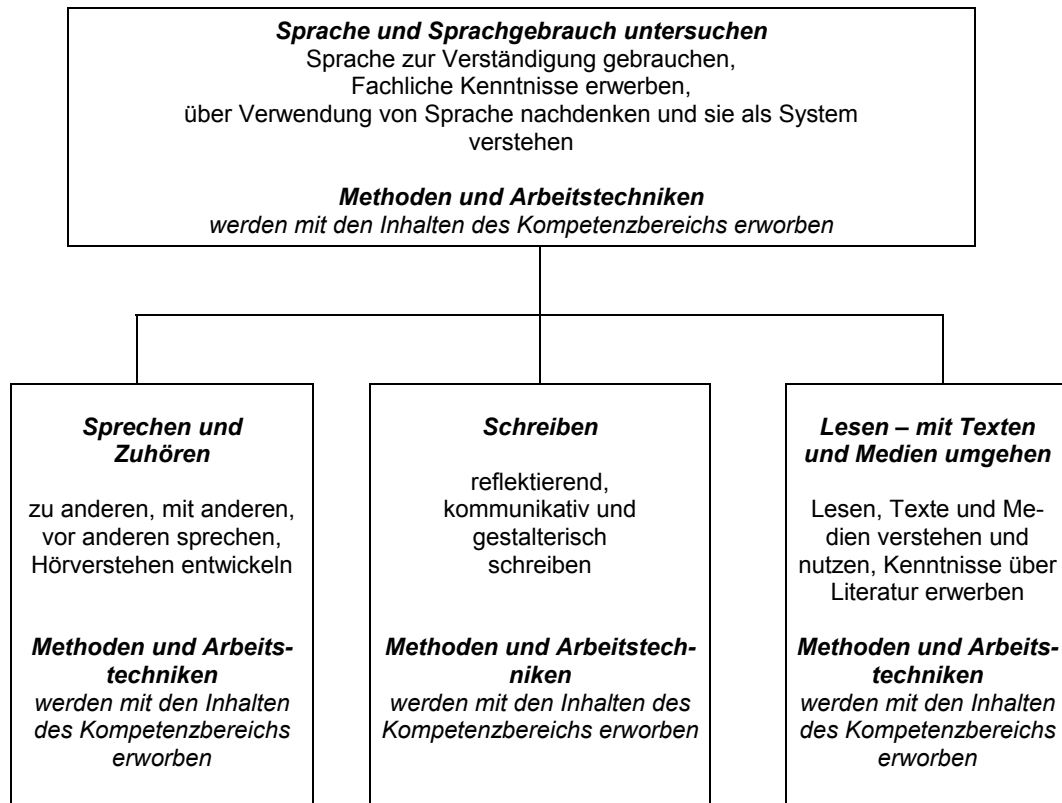 Sprache und Sprachgebrauch untersuchen
Sprache zur Verständigung gebrauchen,
Fachliche Kenntnisse erwerben,
über Verwendung von Sprache nachdenken und sie als System
verstehen
Methoden und Arbeitstechniken
werden mit den Inhalten des Kompetenzbereichs erworben
Sprechen und
Zuhören
zu anderen, mit anderen,
vor anderen sprechen,
Hörverstehen entwickeln
Methoden und Arbeits-
techniken
werden mit den Inhalten
des Kompetenzbereichs
erworben
Schreiben
reflektierend,
kommunikativ und
gestalterisch
schreiben
Methoden und Arbeitstech-
niken
werden mit den Inhalten des
Kompetenzbereichs erworben
Lesen – mit Texten
und Medien umgehen
Lesen, Texte und Me-
dien verstehen und
nutzen, Kenntnisse über
Literatur erwerben
Methoden und Arbeits-
techniken
werden mit den Inhalten
des Kompetenzbereichs
erworben